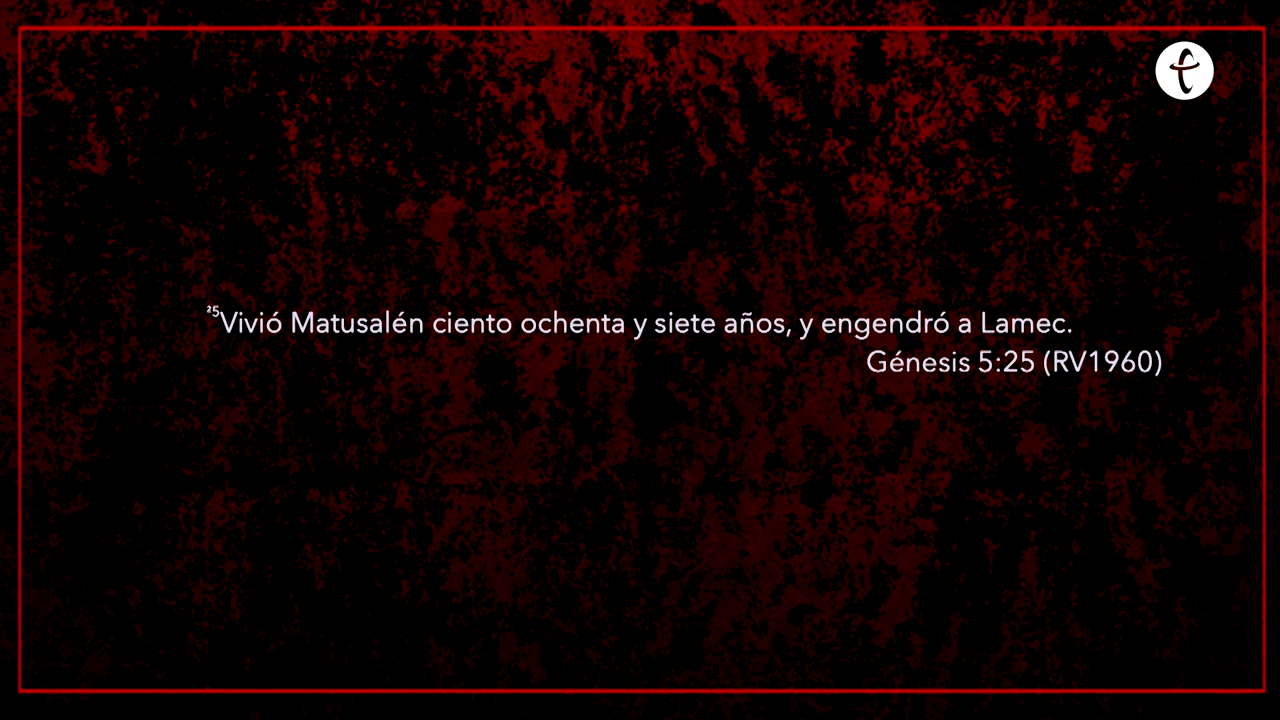 ²⁵Vivió Matusalén ciento ochenta y siete años, y engendró a Lamec.
Génesis 5:25 (RV1960)